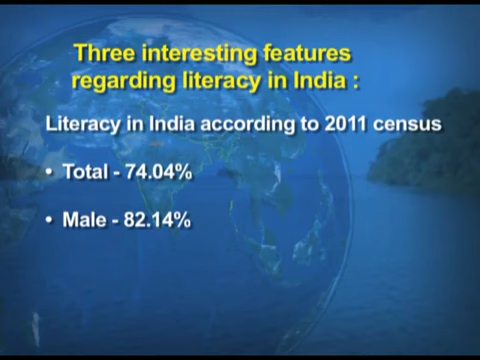 Three interesting features
regarding literacy in India :
Literacy in India according to 2011 census
• Total - 74.04%
• Male - 82.14%